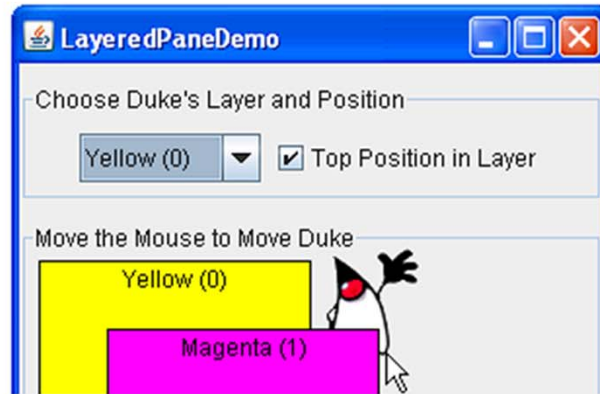 LayeredPaneDemo
Choose Duke's Layer and Position
Yellow (0) Top Position in Layer
Move the Mouse to Move Duke
Yellow (0)
Magenta (1)